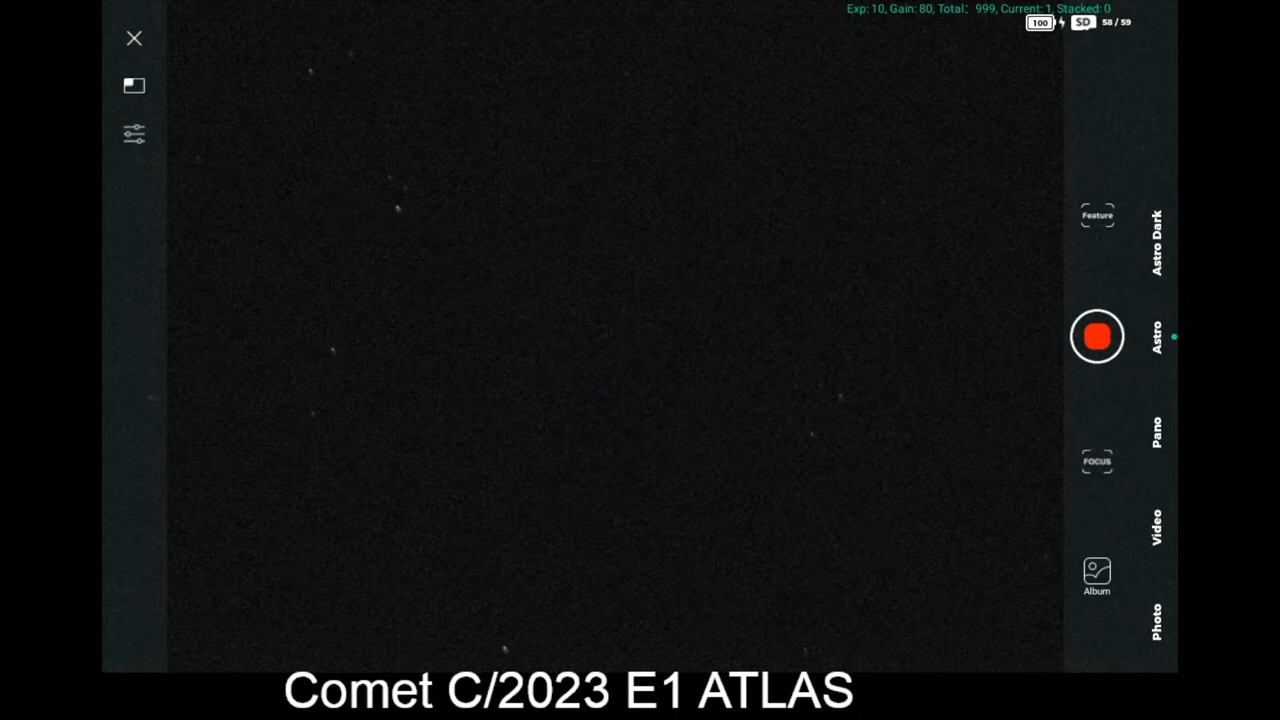 Exp: 10, Gain: 80, Total: 999, Current: 1, Stacked: 0
100 SD 58 / 59
Feature
Astro Dark
Astro
Pano
FOCUS
Video
Album
Photo
Comet C/2023 E1 ATLAS